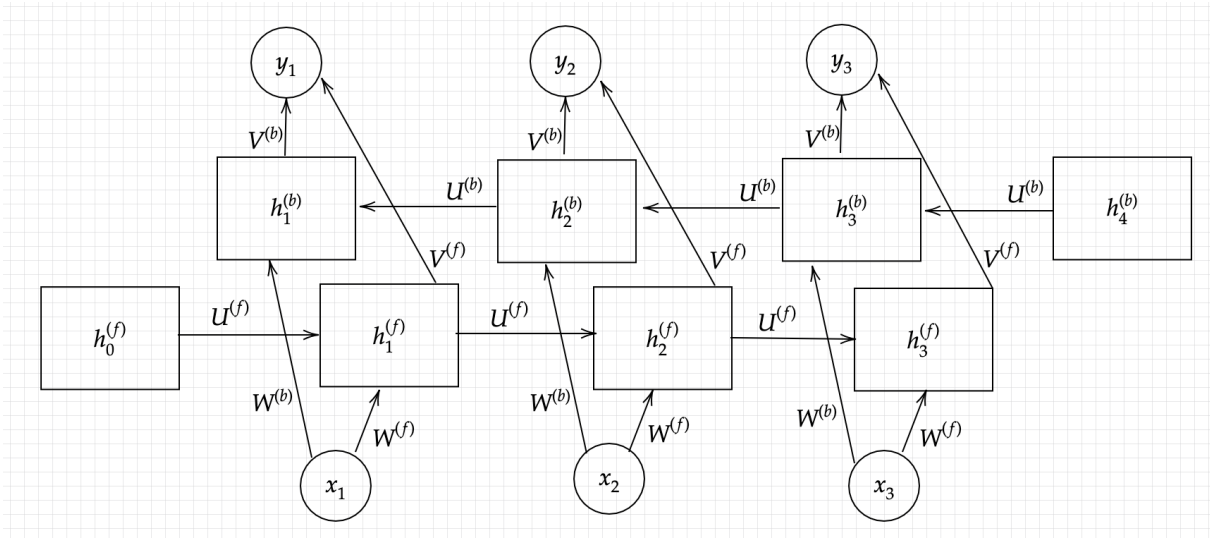 y₁ y₂ y₃
V⁽ᵇ⁾ V⁽ᵇ⁾ V⁽ᵇ⁾
U⁽ᵇ⁾ U⁽ᵇ⁾ U⁽ᵇ⁾
h₁⁽ᵇ⁾ h₂⁽ᵇ⁾ h₃⁽ᵇ⁾ h₄⁽ᵇ⁾
V⁽ᶠ⁾ V⁽ᶠ⁾ V⁽ᶠ⁾
U⁽ᶠ⁾ U⁽ᶠ⁾ U⁽ᶠ⁾
h₀⁽ᶠ⁾ h₁⁽ᶠ⁾ h₂⁽ᶠ⁾ h₃⁽ᶠ⁾
W⁽ᵇ⁾ W⁽ᵇ⁾ W⁽ᵇ⁾
W⁽ᶠ⁾ W⁽ᶠ⁾ W⁽ᶠ⁾
x₁ x₂ x₃